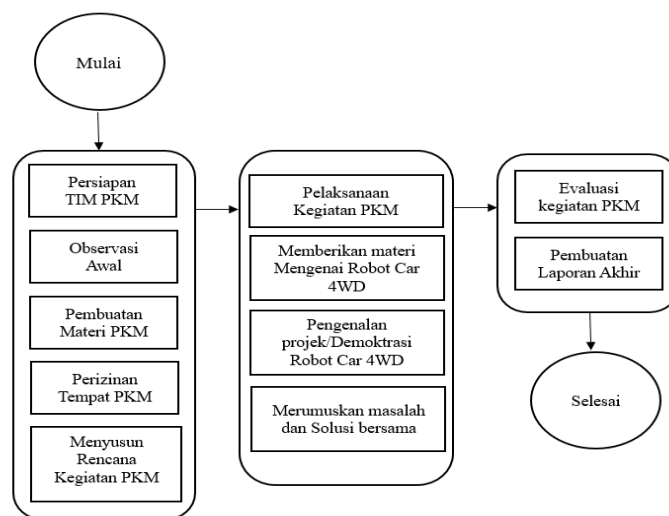 Mulai
Persiapan
TIM PKM
Observasi
Awal
Pembuatan
Materi PKM
Perizinan
Tempat PKM
Menyusun
Rencana
Kegiatan PKM
Pelaksanaan
Kegiatan PKM
Memberikan materi
Mengenai Robot Car
4WD
Pengenalan
projek/Demoktrasi
Robot Car 4WD
Merumuskan masalah
dan Solusi bersama
Evaluasi
kegiatan PKM
Pembuatan
Laporan Akhir
Selesai